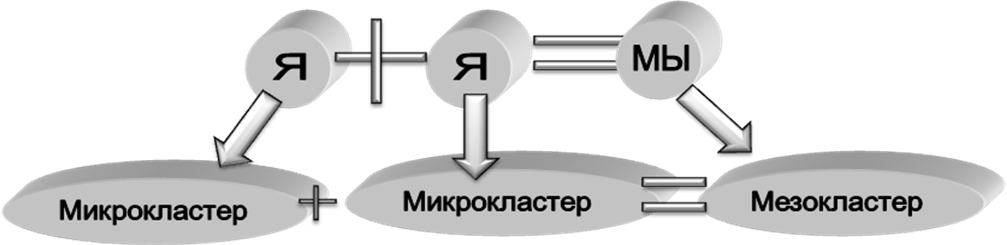 Я + Я = МЫ
Микрокластер + Микрокластер = Мезокластер